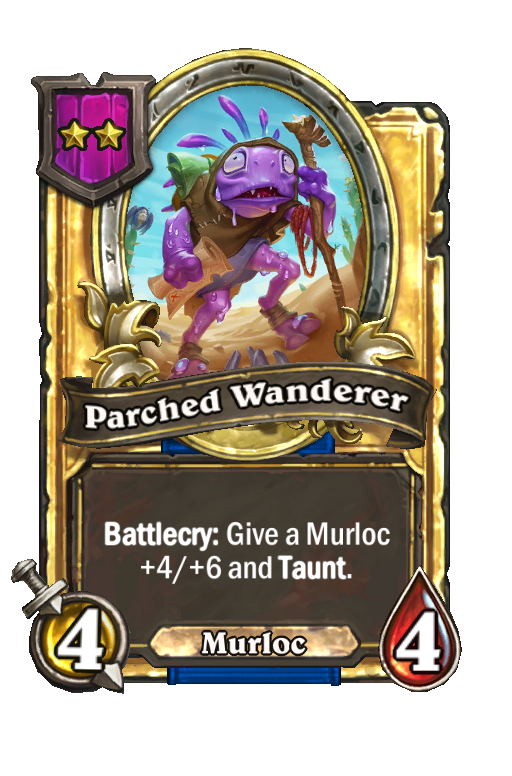 Parched Wanderer
Battlecry: Give a Murloc
+4/+6 and Taunt.
4
Murloc
4